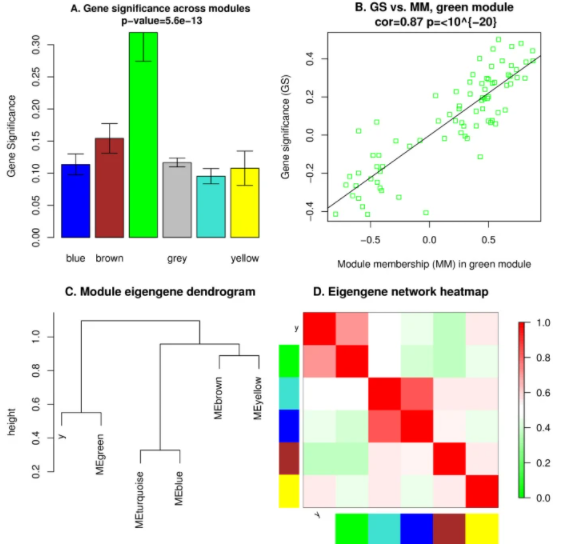 A. Gene significance across modules
p−value=5.6e−13
Gene Significance
0.30
0.25
0.20
0.15
0.10
0.05
0.00
blue brown grey yellow
B. GS vs. MM, green module
cor=0.87 p=<10^{−20}
Gene significance (GS)
0.4
0.2
0.0
−0.2
−0.4
−0.5 0.0 0.5
Module membership (MM) in green module
C. Module eigengene dendrogram
height
1.0
0.8
0.6
0.4
0.2
y
MEgreen
MEturquoise
MEblue
MEbrown
MEyellow
D. Eigengene network heatmap
y
y
1.0
0.8
0.6
0.4
0.2
0.0